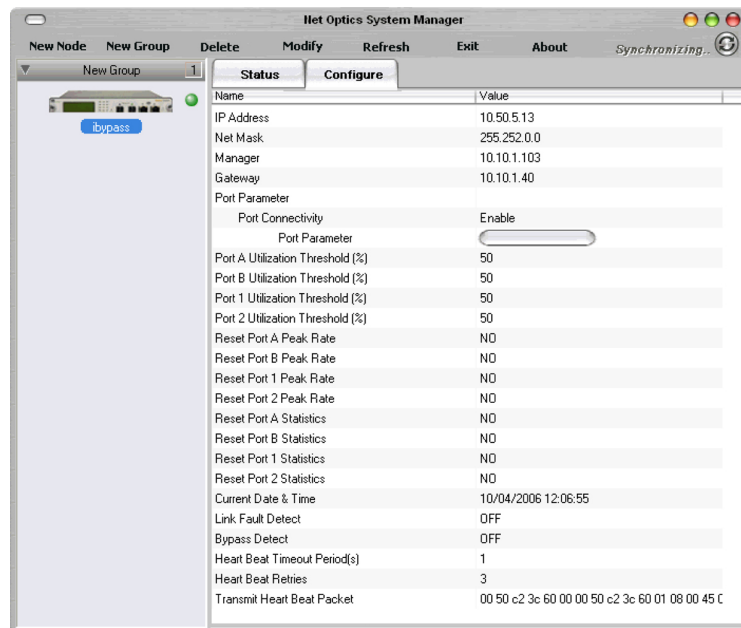 Net Optics System Manager
New Node New Group Delete Modify Refresh Exit About Synchronizing..
New Group 1
ibypass
Status Configure
Name Value
IP Address 10.50.5.13
Net Mask 255.252.0.0
Manager 10.10.1.103
Gateway 10.10.1.40
Port Parameter
Port Connectivity Enable
Port Parameter
Port A Utilization Threshold (%) 50
Port B Utilization Threshold (%) 50
Port 1 Utilization Threshold (%) 50
Port 2 Utilization Threshold (%) 50
Reset Port A Peak Rate NO
Reset Port B Peak Rate NO
Reset Port 1 Peak Rate NO
Reset Port 2 Peak Rate NO
Reset Port A Statistics NO
Reset Port B Statistics NO
Reset Port 1 Statistics NO
Reset Port 2 Statistics NO
Current Date & Time 10/04/2006 12:06:55
Link Fault Detect OFF
Bypass Detect OFF
Heart Beat Timeout Period(s) 1
Heart Beat Retries 3
Transmit Heart Beat Packet 00 50 c2 3c 60 00 00 50 c2 3c 60 01 08 00 45